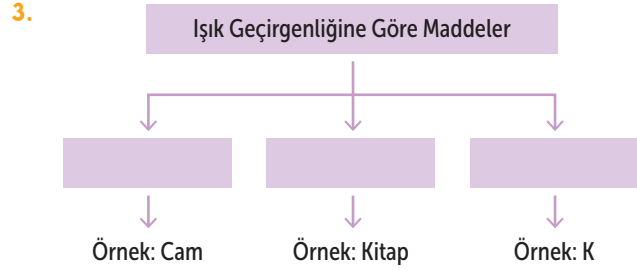 3.
Işık Geçirgenliğine Göre Maddeler
Örnek: Cam
Örnek: Kitap
Örnek: K